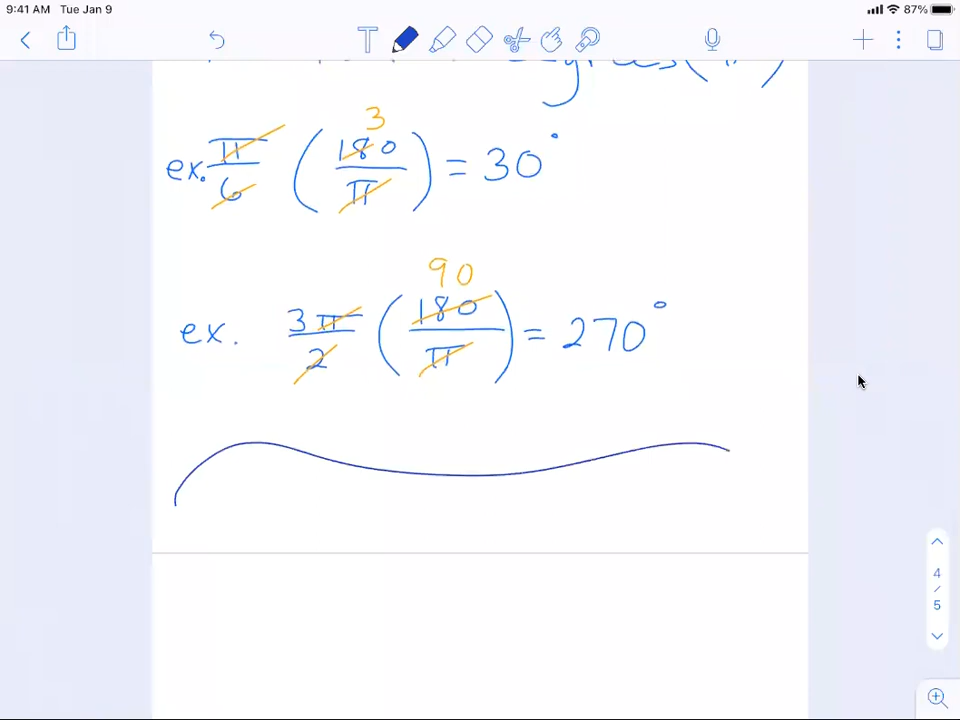 9:41 AM Tue Jan 9 87%
T
3
ex. π/6 (180/π) = 30°
90
ex. 3π/2 (180/π) = 270°
4
/
5